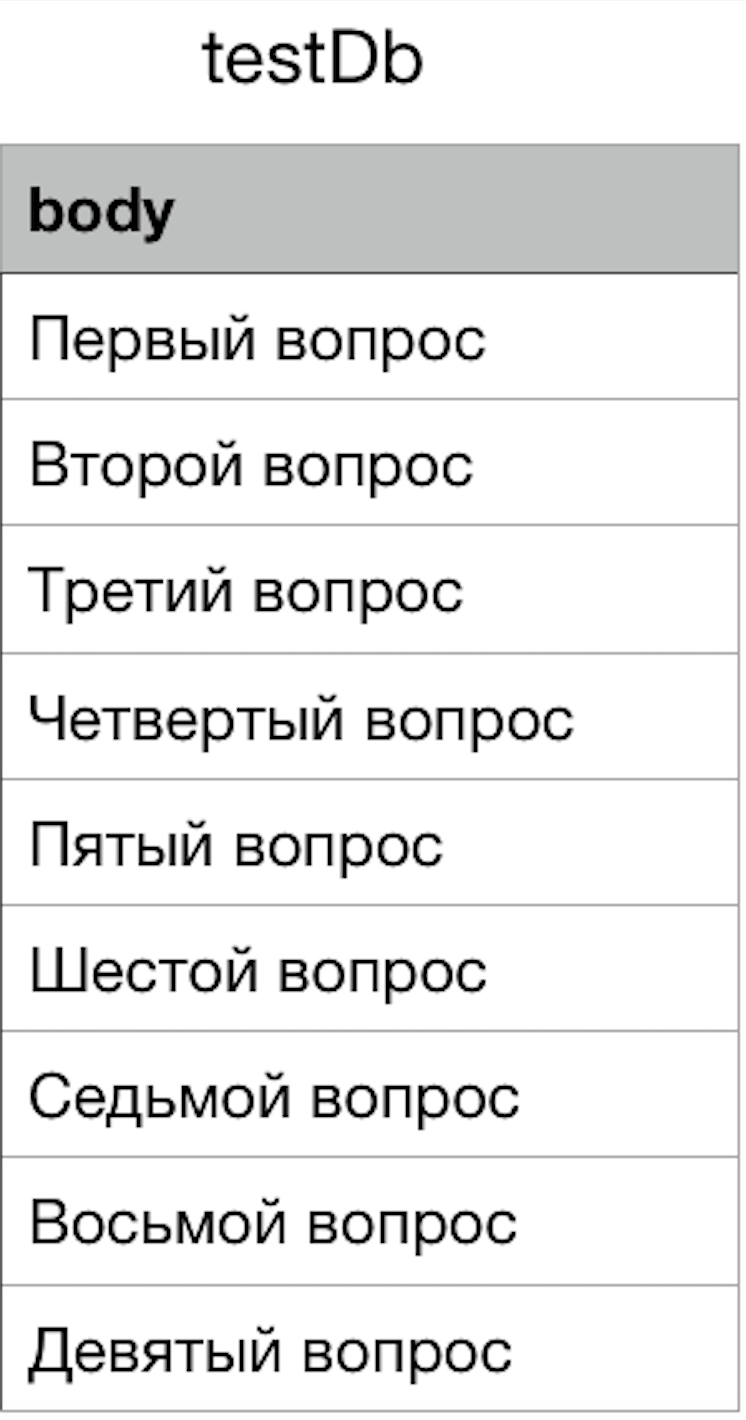 testDb
body
Первый вопрос
Второй вопрос
Третий вопрос
Четвертый вопрос
Пятый вопрос
Шестой вопрос
Седьмой вопрос
Восьмой вопрос
Девятый вопрос